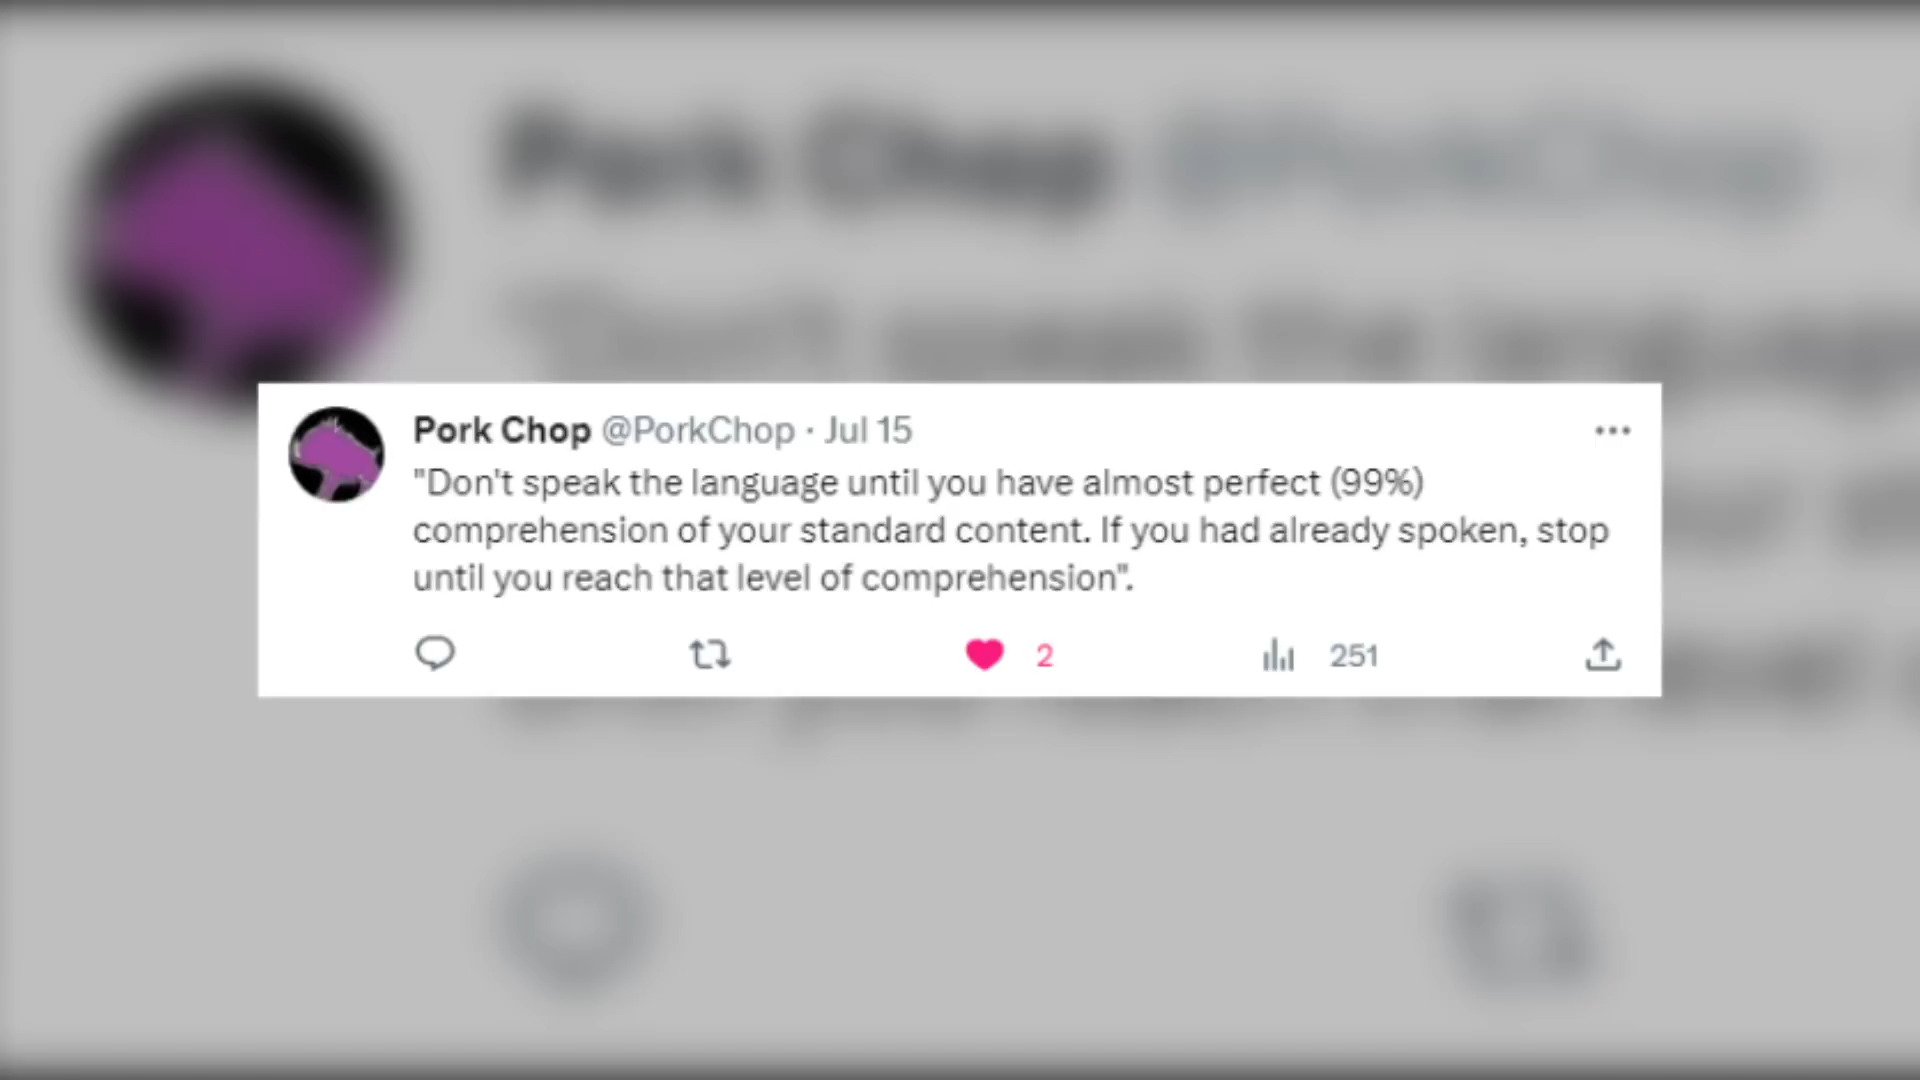 Pork Chop @PorkChop · Jul 15
"Don't speak the language until you have almost perfect (99%)
comprehension of your standard content. If you had already spoken, stop
until you reach that level of comprehension".
2
251